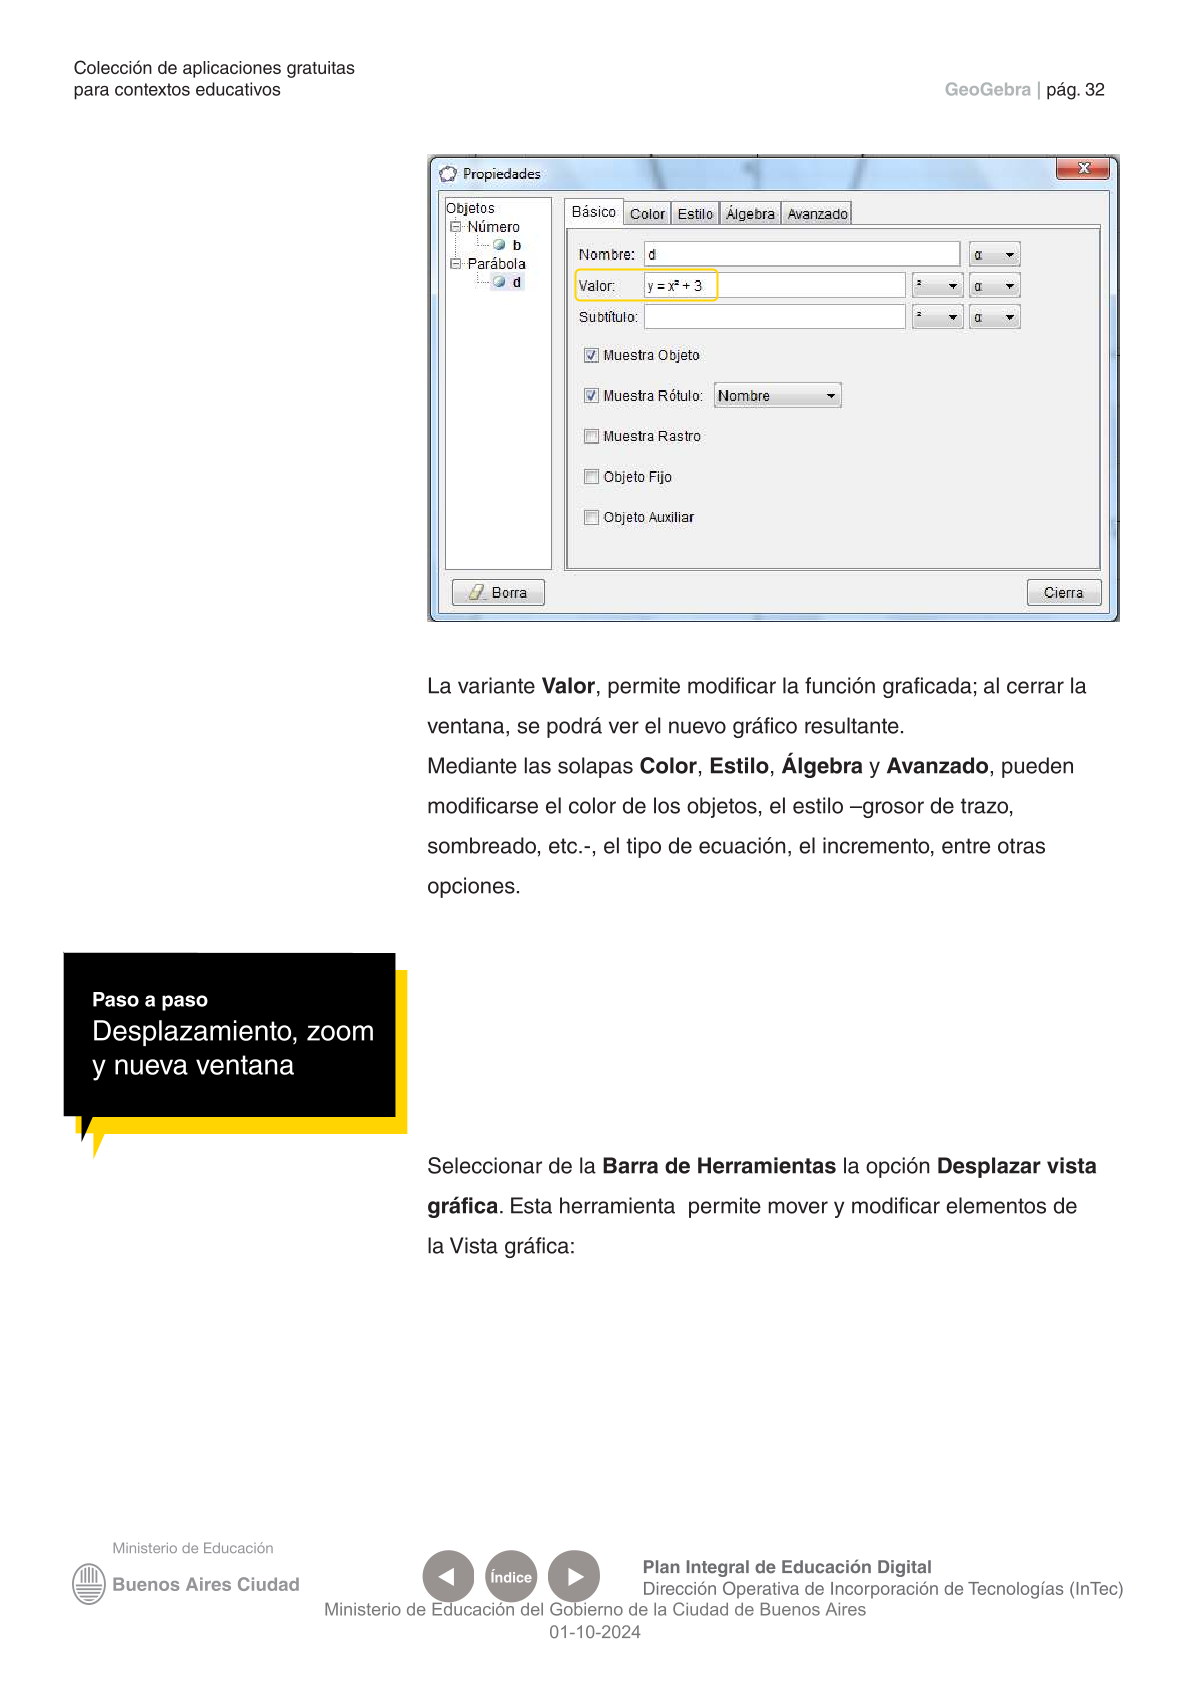 Colección de aplicaciones gratuitas
para contextos educativos
GeoGebra | pág. 32
Propiedades
Objetos
Número
b
Parábola
d
Básico Color Estilo Álgebra Avanzado
Nombre: d α
Valor: y = x² + 3 ² α
Subtítulo: ² α
Muestra Objeto
Muestra Rótulo: Nombre
Muestra Rastro
Objeto Fijo
Objeto Auxiliar
Borra Cierra
La variante Valor, permite modificar la función graficada; al cerrar la
ventana, se podrá ver el nuevo gráfico resultante.
Mediante las solapas Color, Estilo, Álgebra y Avanzado, pueden
modificarse el color de los objetos, el estilo –grosor de trazo,
sombreado, etc.-, el tipo de ecuación, el incremento, entre otras
opciones.
Paso a paso
Desplazamiento, zoom
y nueva ventana
Seleccionar de la Barra de Herramientas la opción Desplazar vista
gráfica. Esta herramienta  permite mover y modificar elementos de
la Vista gráfica:
Ministerio de Educación
Buenos Aires Ciudad
Índice
Plan Integral de Educación Digital
Dirección Operativa de Incorporación de Tecnologías (InTec)
Ministerio de Educación del Gobierno de la Ciudad de Buenos Aires
01-10-2024